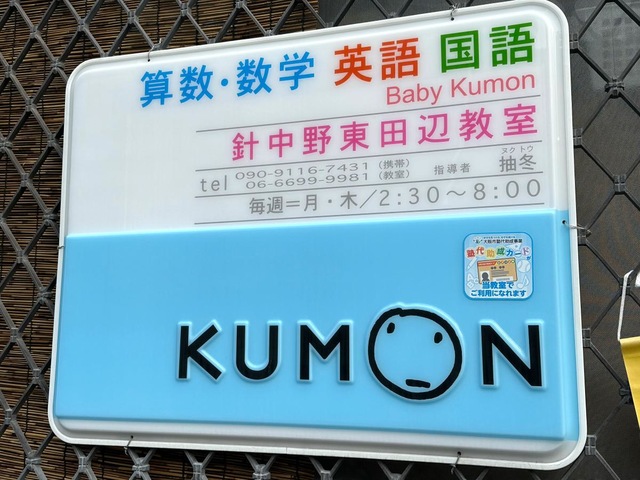 算数・数学 英語 国語
Baby Kumon
針中野東田辺教室
tel 090-9116-7431（携帯）
06-6699-9981（教室）
指導者 抽冬
ヌクトウ
毎週＝月・木／2:30～8:00
塾代助成カード
当教室で
ご利用になれます
KUMON